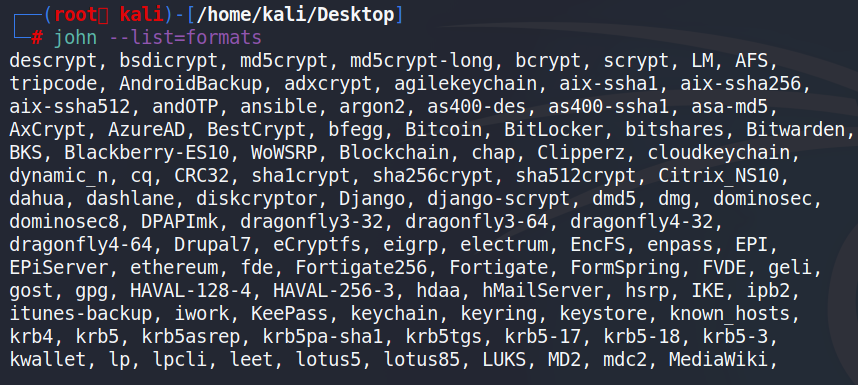 (root kali)-[/home/kali/Desktop]
# john --list=formats
descrypt, bsdicrypt, md5crypt, md5crypt-long, bcrypt, scrypt, LM, AFS,
tripcode, AndroidBackup, adxcrypt, agilekeychain, aix-ssha1, aix-ssha256,
aix-ssha512, andOTP, ansible, argon2, as400-des, as400-ssha1, asa-md5,
AxCrypt, AzureAD, BestCrypt, bfegg, Bitcoin, BitLocker, bitshares, Bitwarden,
BKS, Blackberry-ES10, WoWSRP, Blockchain, chap, Clipperz, cloudkeychain,
dynamic_n, cq, CRC32, sha1crypt, sha256crypt, sha512crypt, Citrix_NS10,
dahua, dashlane, diskcryptor, Django, django-scrypt, dmd5, dmg, dominosec,
dominosec8, DPAPImk, dragonfly3-32, dragonfly3-64, dragonfly4-32,
dragonfly4-64, Drupal7, eCryptfs, eigrp, electrum, EncFS, enpass, EPI,
EPiServer, ethereum, fde, Fortigate256, Fortigate, FormSpring, FVDE, geli,
gost, gpg, HAVAL-128-4, HAVAL-256-3, hdaa, hMailServer, hsrp, IKE, ipb2,
itunes-backup, iwork, KeePass, keychain, keyring, keystore, known_hosts,
krb4, krb5, krb5asrep, krb5pa-sha1, krb5tgs, krb5-17, krb5-18, krb5-3,
kwallet, lp, lpcli, leet, lotus5, lotus85, LUKS, MD2, mdc2, MediaWiki,